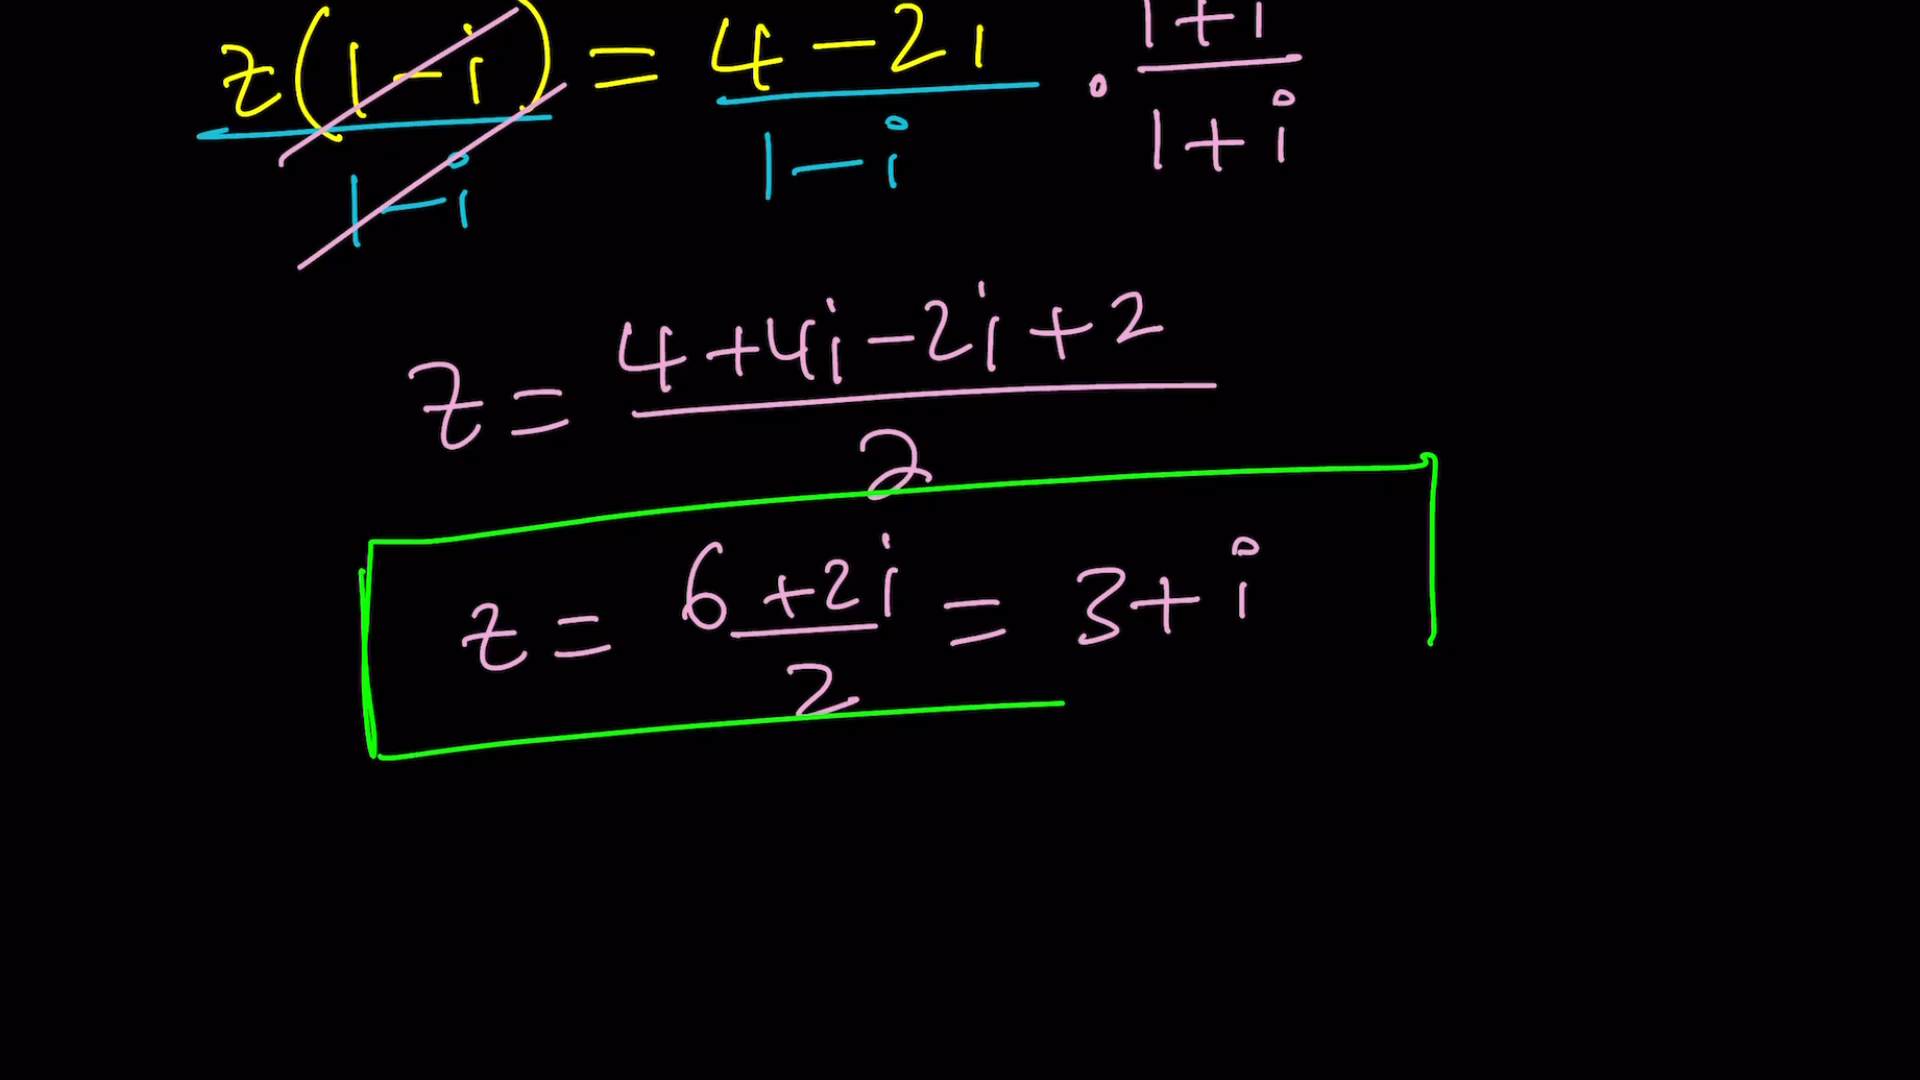 z(1-i)/1-i = 4-2i/1-i · 1+i/1+i
z = 4+4i-2i+2/2
z = 6+2i/2 = 3+i